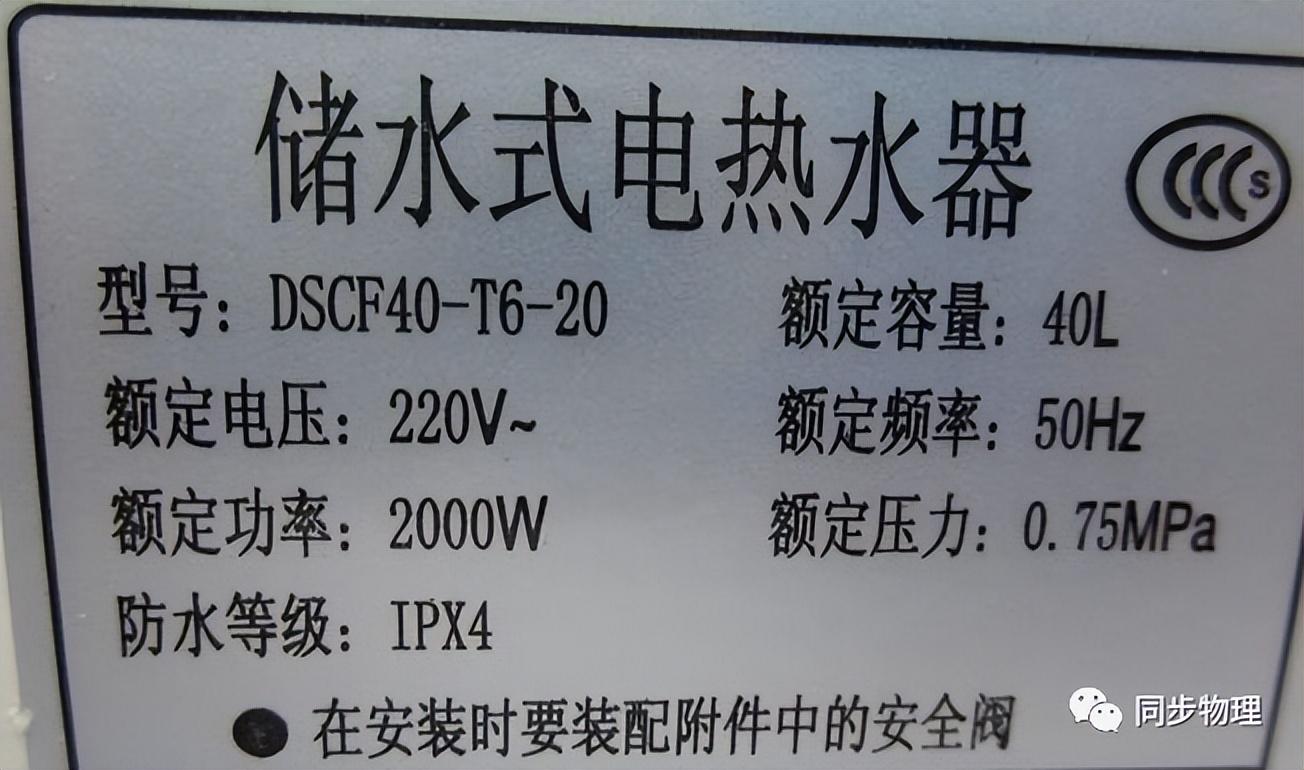 储水式电热水器
S
型号：DSCF40-T6-20 额定容量：40L
额定电压：220V~ 额定频率：50Hz
额定功率：2000W 额定压力：0.75MPa
防水等级：IPX4
●在安装时要装配附件中的安全阀
同步物理